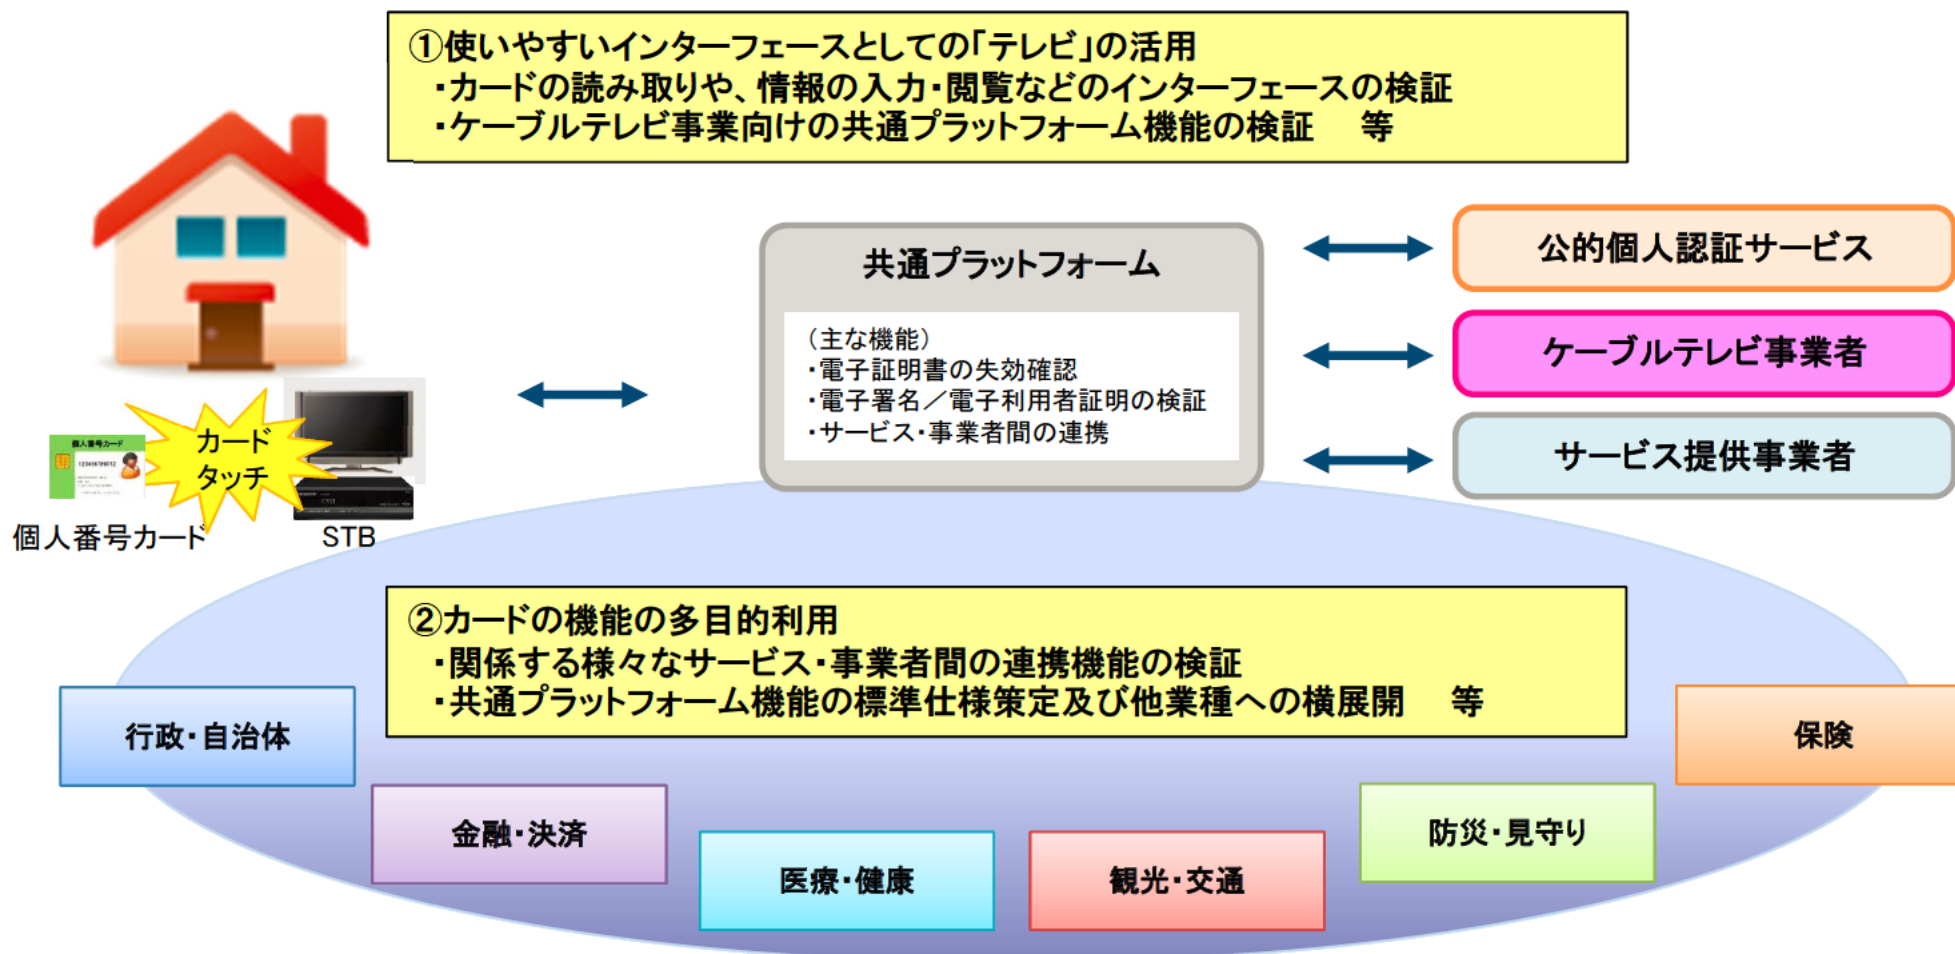 ①使いやすいインターフェースとしての「テレビ」の活用
・カードの読み取りや、情報の入力・閲覧などのインターフェースの検証
・ケーブルテレビ事業向けの共通プラットフォーム機能の検証　等
共通プラットフォーム
（主な機能）
・電子証明書の失効確認
・電子署名／電子利用者証明の検証
・サービス・事業者間の連携
公的個人認証サービス
ケーブルテレビ事業者
サービス提供事業者
カード
タッチ
個人番号カード
個人番号カード
STB
②カードの機能の多目的利用
・関係する様々なサービス・事業者間の連携機能の検証
・共通プラットフォーム機能の標準仕様策定及び他業種への横展開　等
行政・自治体
金融・決済
医療・健康
観光・交通
防災・見守り
保険